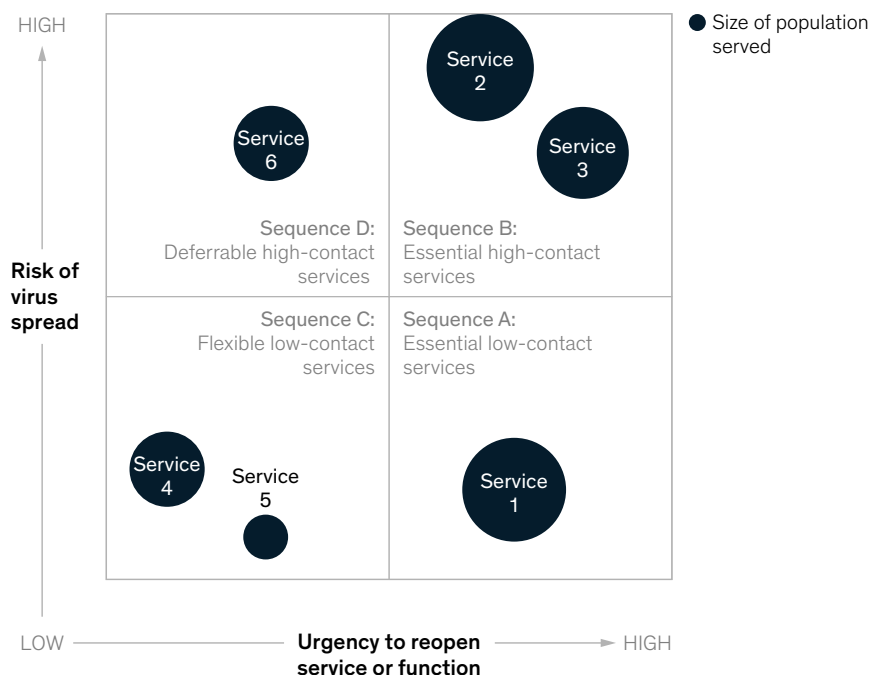 HIGH
Size of population
served
Service
2
Service
3
Service
6
Sequence D:
Deferrable high-contact
services
Sequence B:
Essential high-contact
services
Risk of
virus
spread
Sequence C:
Flexible low-contact
services
Sequence A:
Essential low-contact
services
Service
4
Service
5
Service
1
LOW
Urgency to reopen
service or function
HIGH